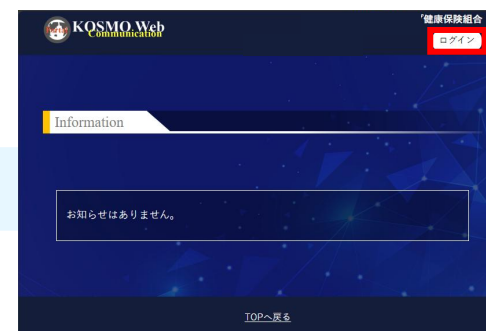 KOSMO Web
Communication
「健康保険組合
ログイン
Information
お知らせはありません。
TOPへ戻る